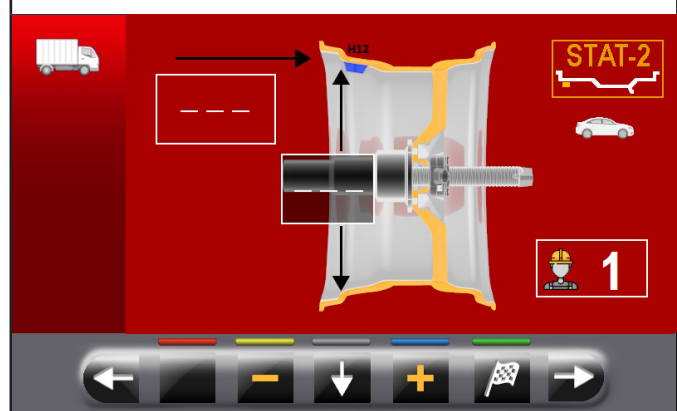 H12
STAT-2
_ _ _
_ _ _
1